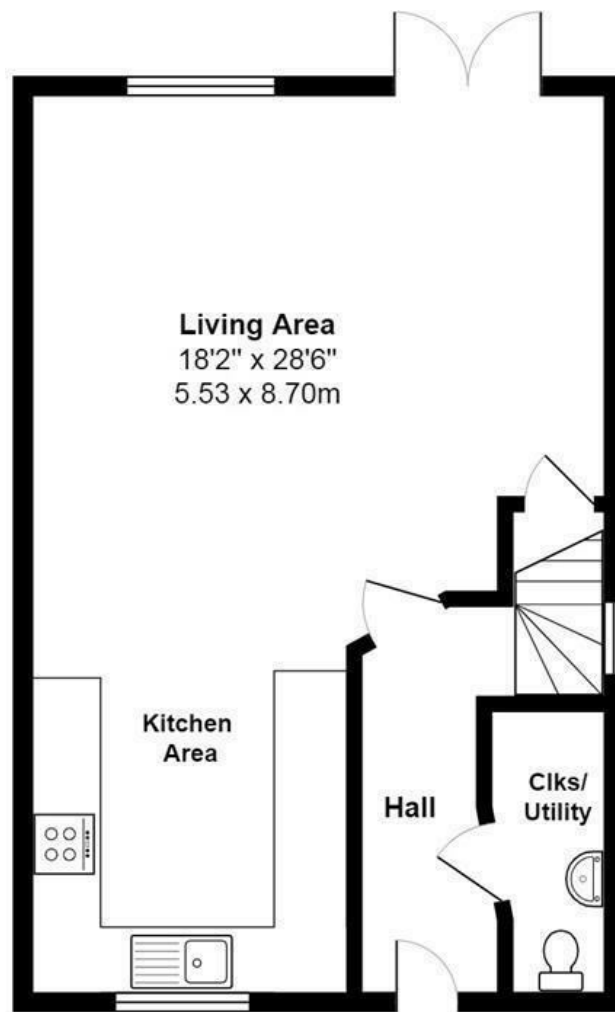 Living Area
18'2" x 28'6"
5.53 x 8.70m
Kitchen
Area
Hall
Clks/
Utility